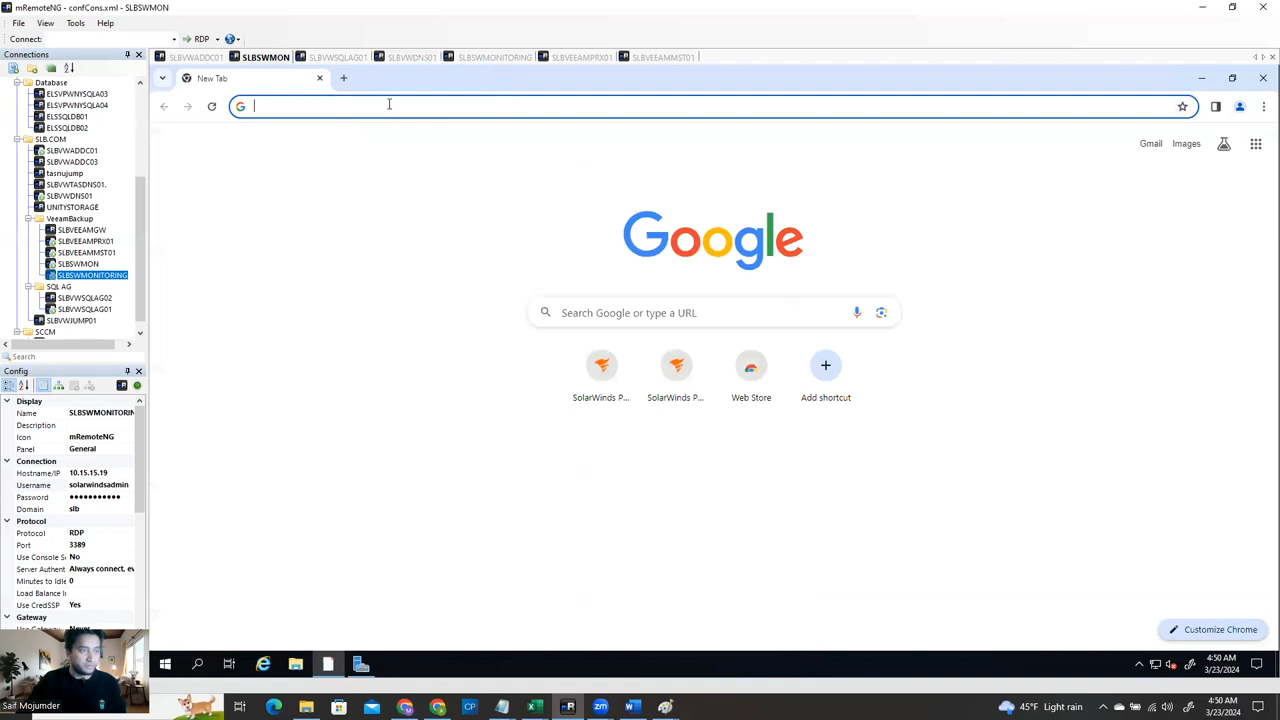 mRemoteNG - confCons.xml - SLBSWMON
File View Tools Help
Connect: RDP
Connections
Database
ELSVPWNYSQLA03
ELSVPWNYSQLA04
ELSSQLDB01
ELSSQLDB02
SLB.COM
SLBVWADDC01
SLBVWADDC03
tasnujump
SLBVWTASDNS01.
SLBVWDNS01
UNITYSTORAGE
VeeamBackup
SLBVEEAMGW
SLBVEEAMPRX01
SLBVEEAMMST01
SLBSWMON
SLBSWMONITORING
SQL AG
SLBVWSQLAG02
SLBVWSQLAG01
SLBVWJUMP01
SCCM
Search
Config
Display
Name SLBSWMONITORIN
Description
Icon mRemoteNG
Panel General
Connection
Hostname/IP 10.15.15.19
Username solarwindsadmin
Password ●●●●●●●●●●●
Domain slb
Protocol
Protocol RDP
Port 3389
Use Console S No
Server Authent Always connect, ev
Minutes to Idle 0
Load Balance I
Use CredSSP Yes
Gateway
Saif Mojumder
SLBVWADDC01 SLBSWMON SLBVWSQLAG01 SLBVWDNS01 SLBSWMONITORING SLBVEEAMPRX01 SLBVEEAMMST01
New Tab
Gmail Images
Google
Search Google or type a URL
SolarWinds P... SolarWinds P... Web Store Add shortcut
Customize Chrome
4:50 AM
3/23/2024
45°F Light rain
4:50 AM
3/23/2024